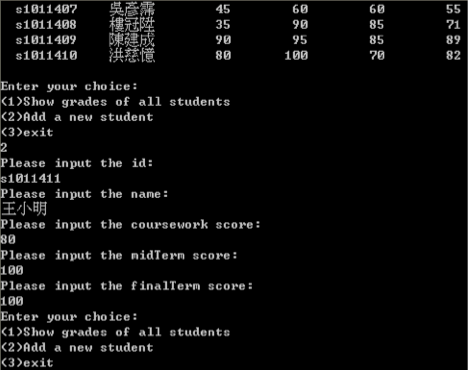 s1011407 吳彥霈 45 60 60 55
s1011408 樓冠陞 35 90 85 71
s1011409 陳建成 90 95 85 89
s1011410 洪慈憶 80 100 70 82
Enter your choice:
(1)Show grades of all students
(2)Add a new student
(3)exit
2
Please input the id:
s1011411
Please input the name:
王小明
Please input the coursework score:
80
Please input the midTerm score:
100
Please input the finalTerm score:
100
Enter your choice:
(1)Show grades of all students
(2)Add a new student
(3)exit